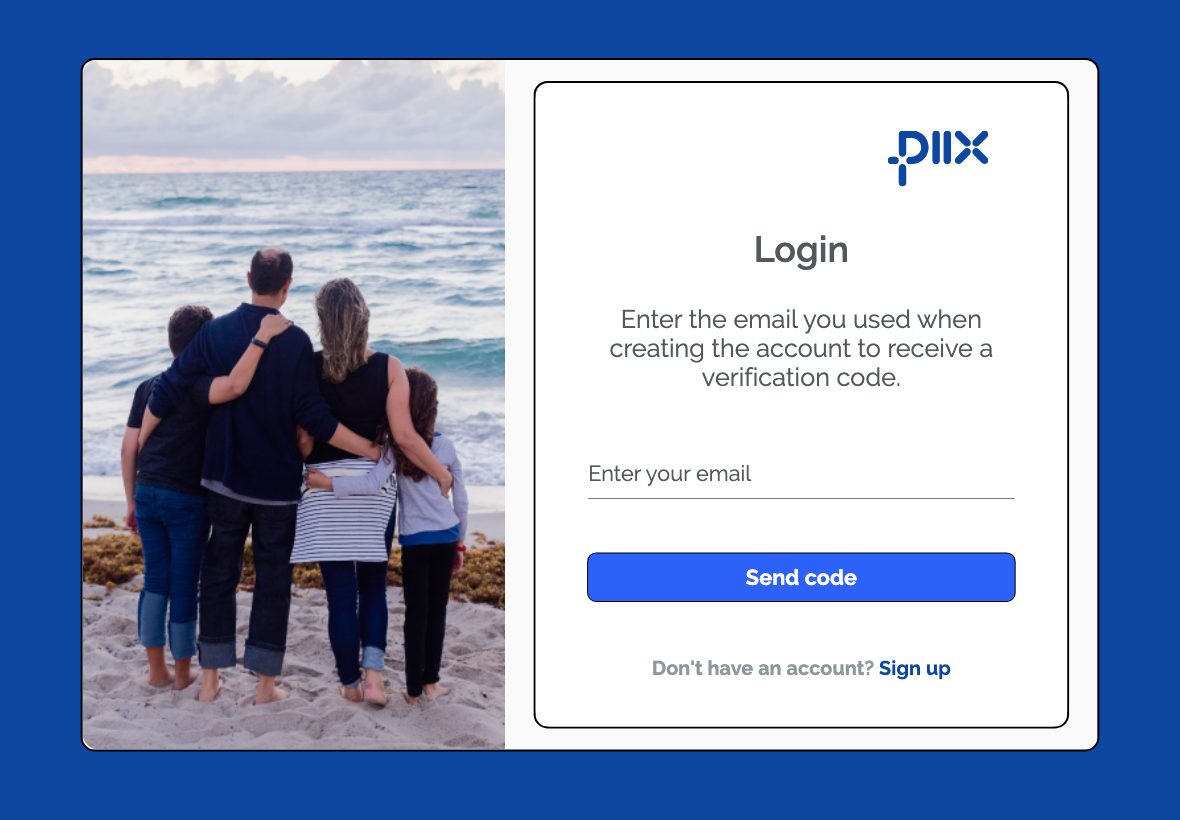 piix
Login
Enter the email you used when
creating the account to receive a
verification code.
Enter your email
Send code
Don't have an account? Sign up